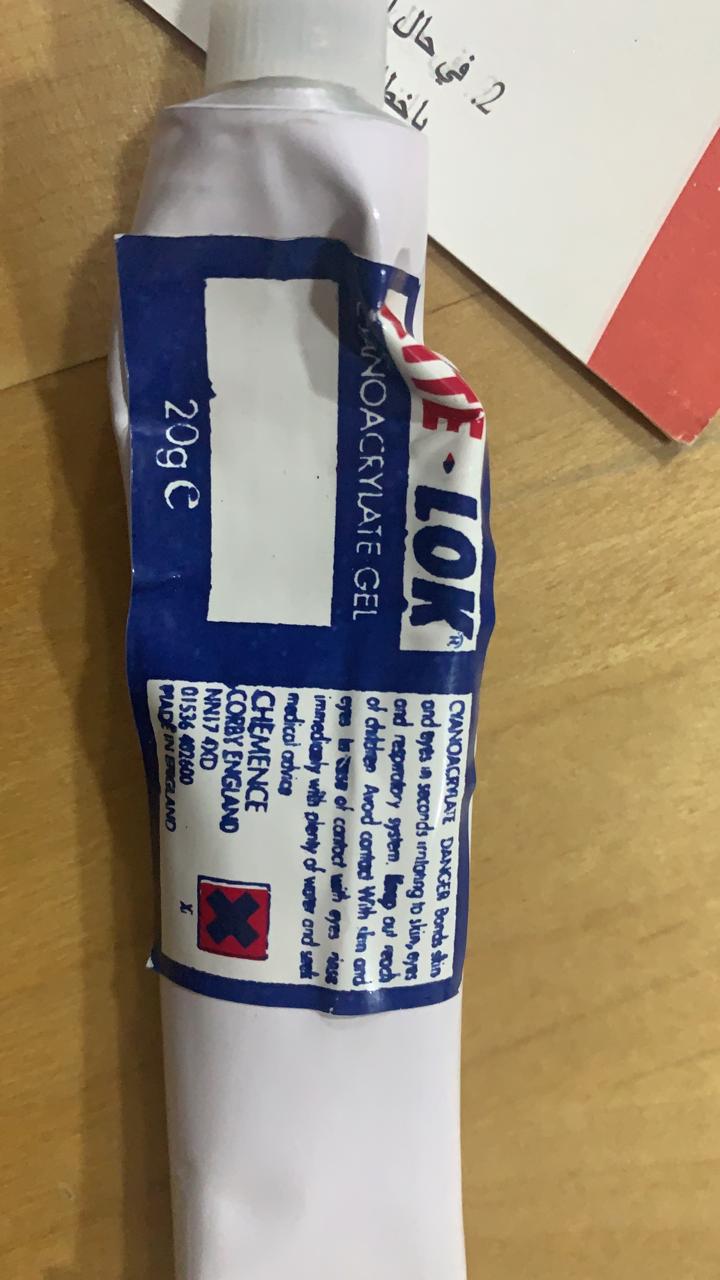 LOK®
CYANOACRYLATE GEL
20g e
CYANOACRYLATE DANGER Bonds skin
and eyes in seconds irritating to skin, eyes
and respiratory system. Keep out reach
of children Avoid contact With skin and
eyes In case of contact with eyes rinse
immediately with plenty of water and seek
medical advice
CHEMENCE
CORBY ENGLAND
NN17 4XD
01536 402600
MADE IN ENGLAND
X
2. في حال